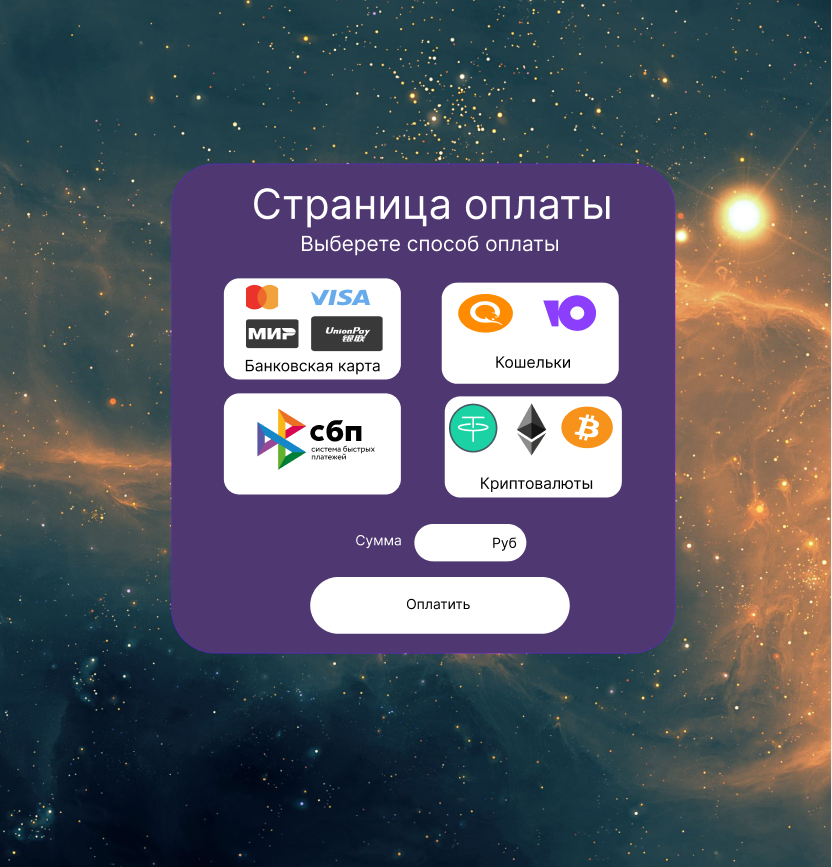 Страница оплаты
Выберете способ оплаты
VISA
МИР
UnionPay
银联
Банковская карта
Ю
Кошельки
сбп
система быстрых
платежей
Криптовалюты
Сумма
Руб
Оплатить